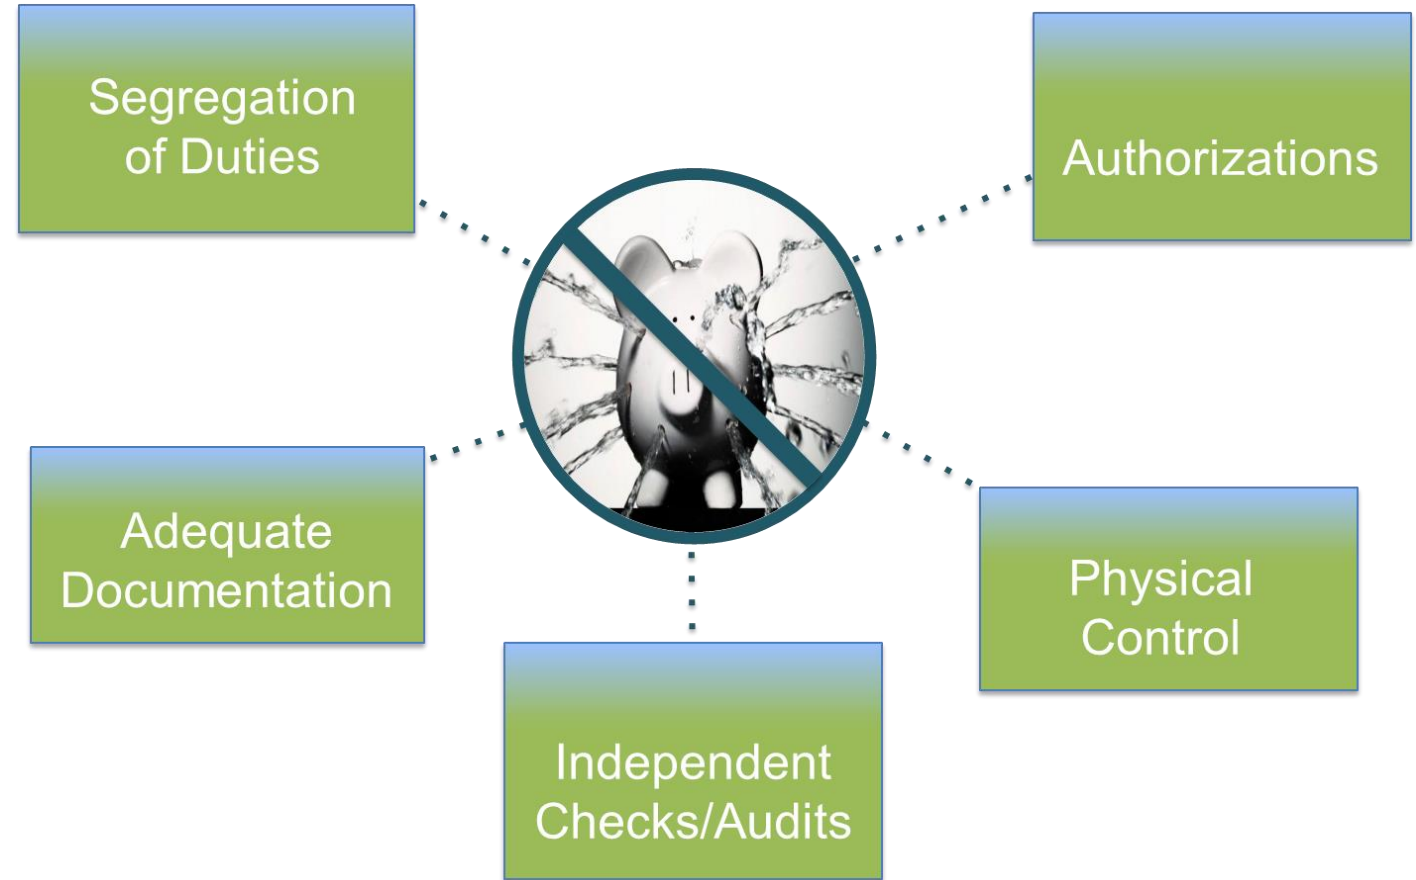 Segregation
of Duties
Authorizations
Adequate
Documentation
Physical
Control
Independent
Checks/Audits